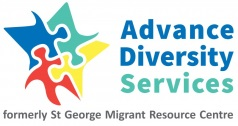 Advance
Diversity
Services
formerly St George Migrant Resource Centre